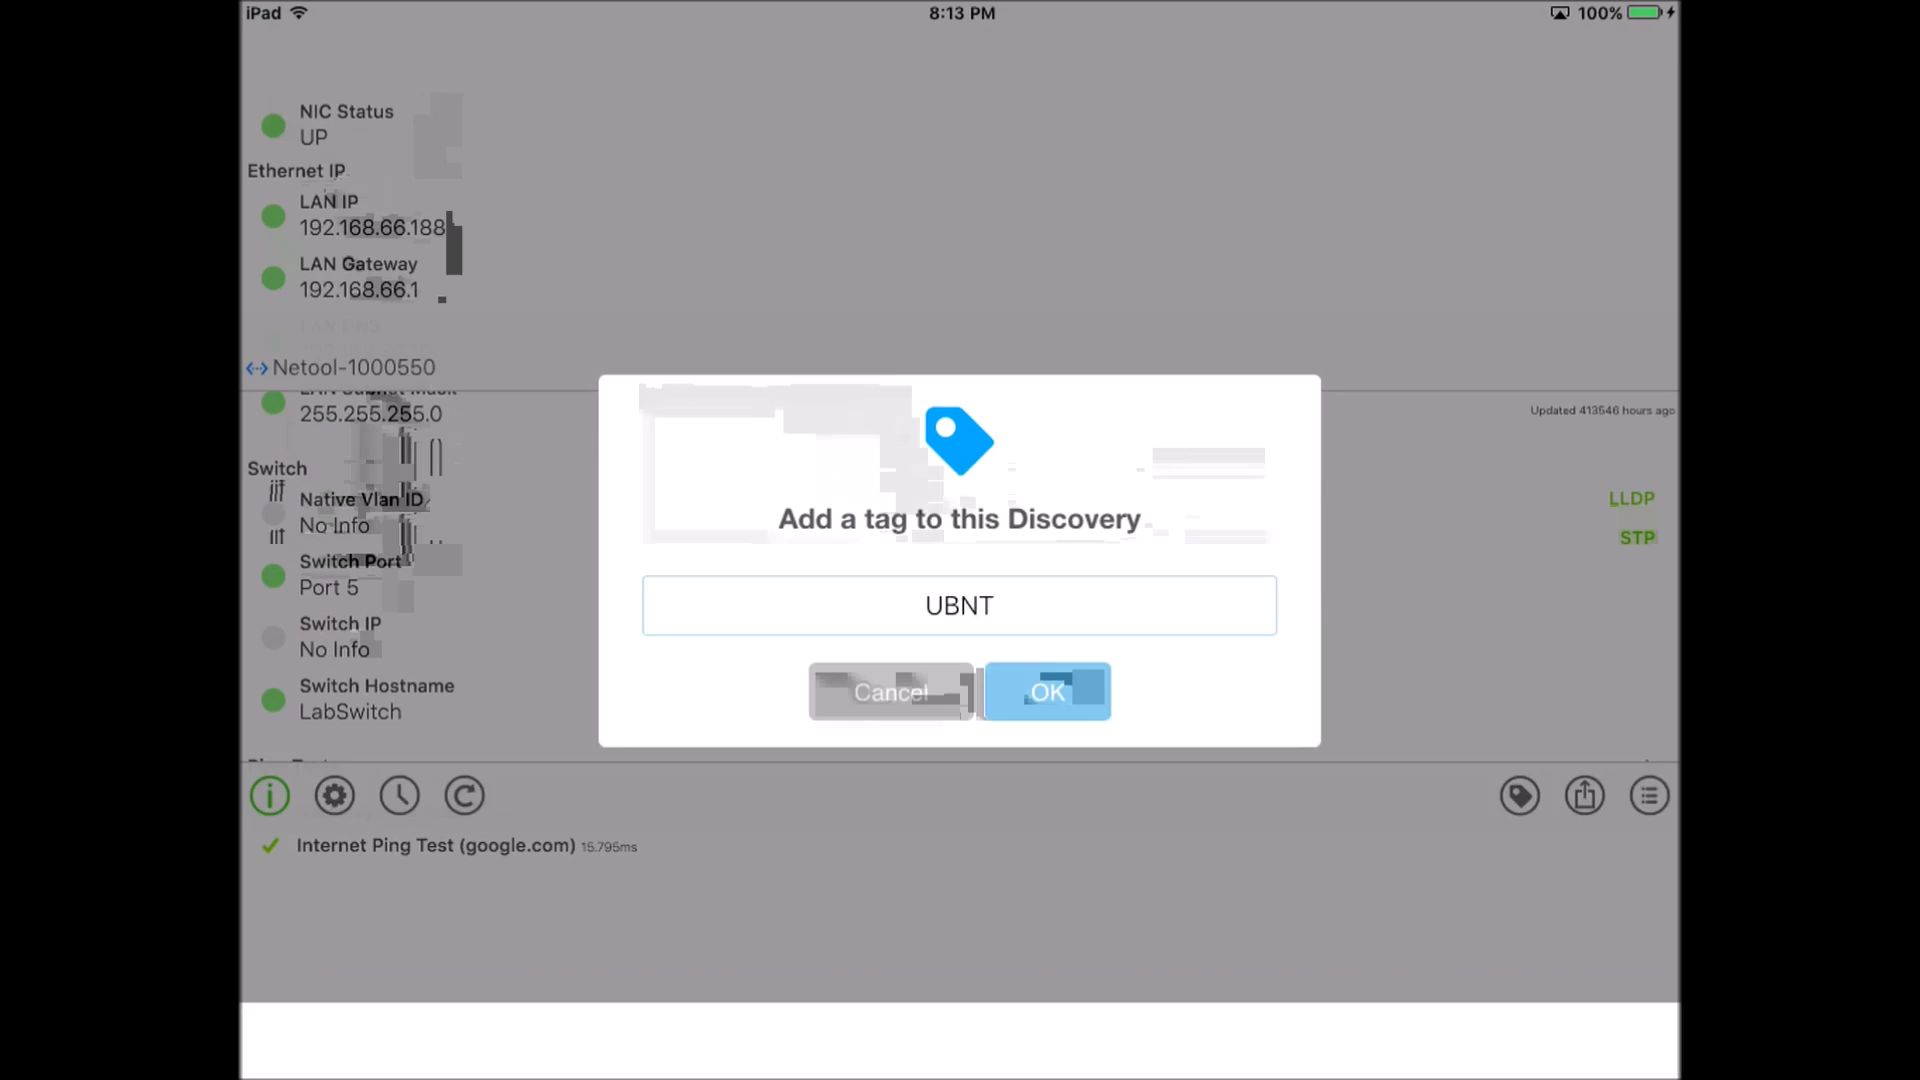 iPad
8:13 PM
100%
NIC Status
UP
Ethernet IP
LAN IP
192.168.66.188
LAN Gateway
192.168.66.1
Netool-1000550
LAN Subnet Mask
255.255.255.0
Updated 413546 hours ago
Switch
Native Vlan ID
No Info
LLDP
STP
Switch Port
Port 5
Switch IP
No Info
Switch Hostname
LabSwitch
Add a tag to this Discovery
UBNT
Cancel
OK
Internet Ping Test (google.com) 15.795ms